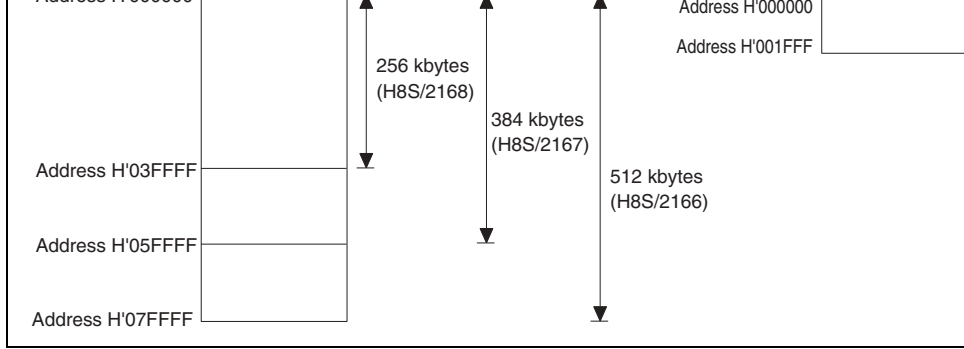 Address H'000000
Address H'001FFF
256 kbytes
(H8S/2168)
384 kbytes
(H8S/2167)
512 kbytes
(H8S/2166)
Address H'03FFFF
Address H'05FFFF
Address H'07FFFF